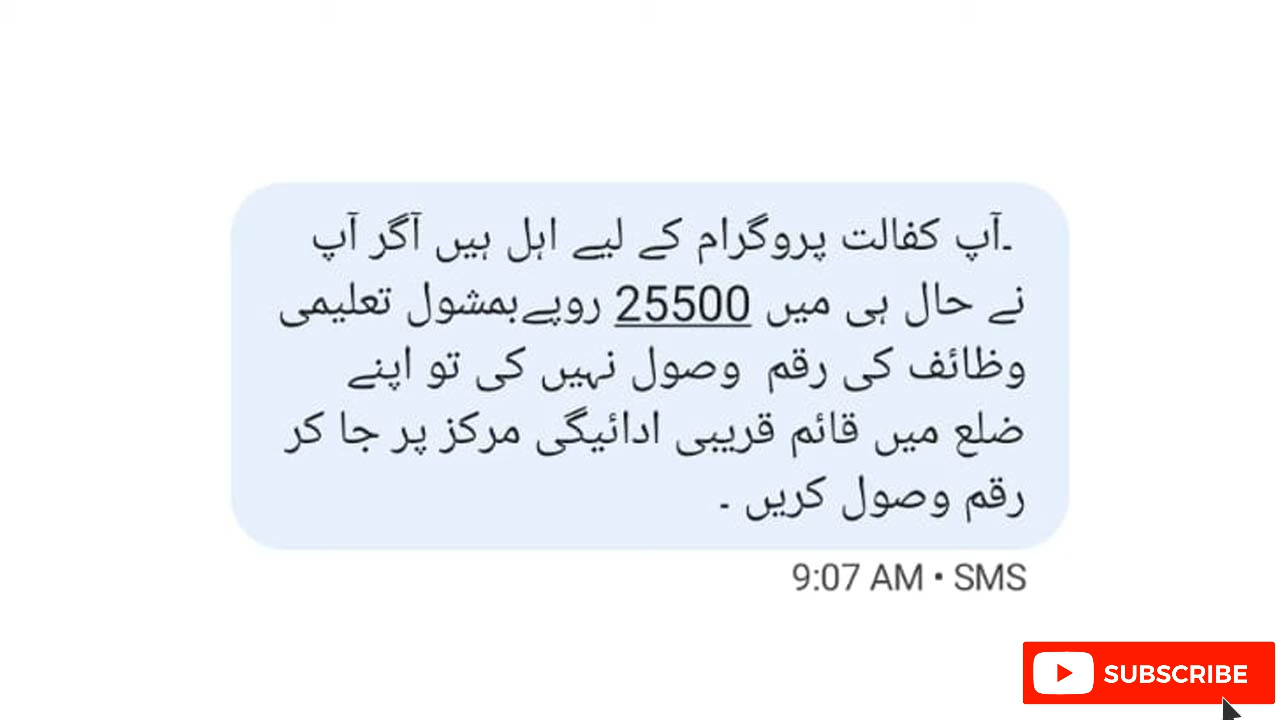 ۔آپ کفالت پروگرام کے لیے اہل ہیں آگر آپ
نے حال ہی میں 25500 روپےبمشول تعلیمی
وظائف کی رقم وصول نہیں کی تو اپنے
ضلع میں قائم قریبی ادائیگی مرکز پر جا کر
رقم وصول کریں ۔
9:07 AM • SMS
SUBSCRIBE